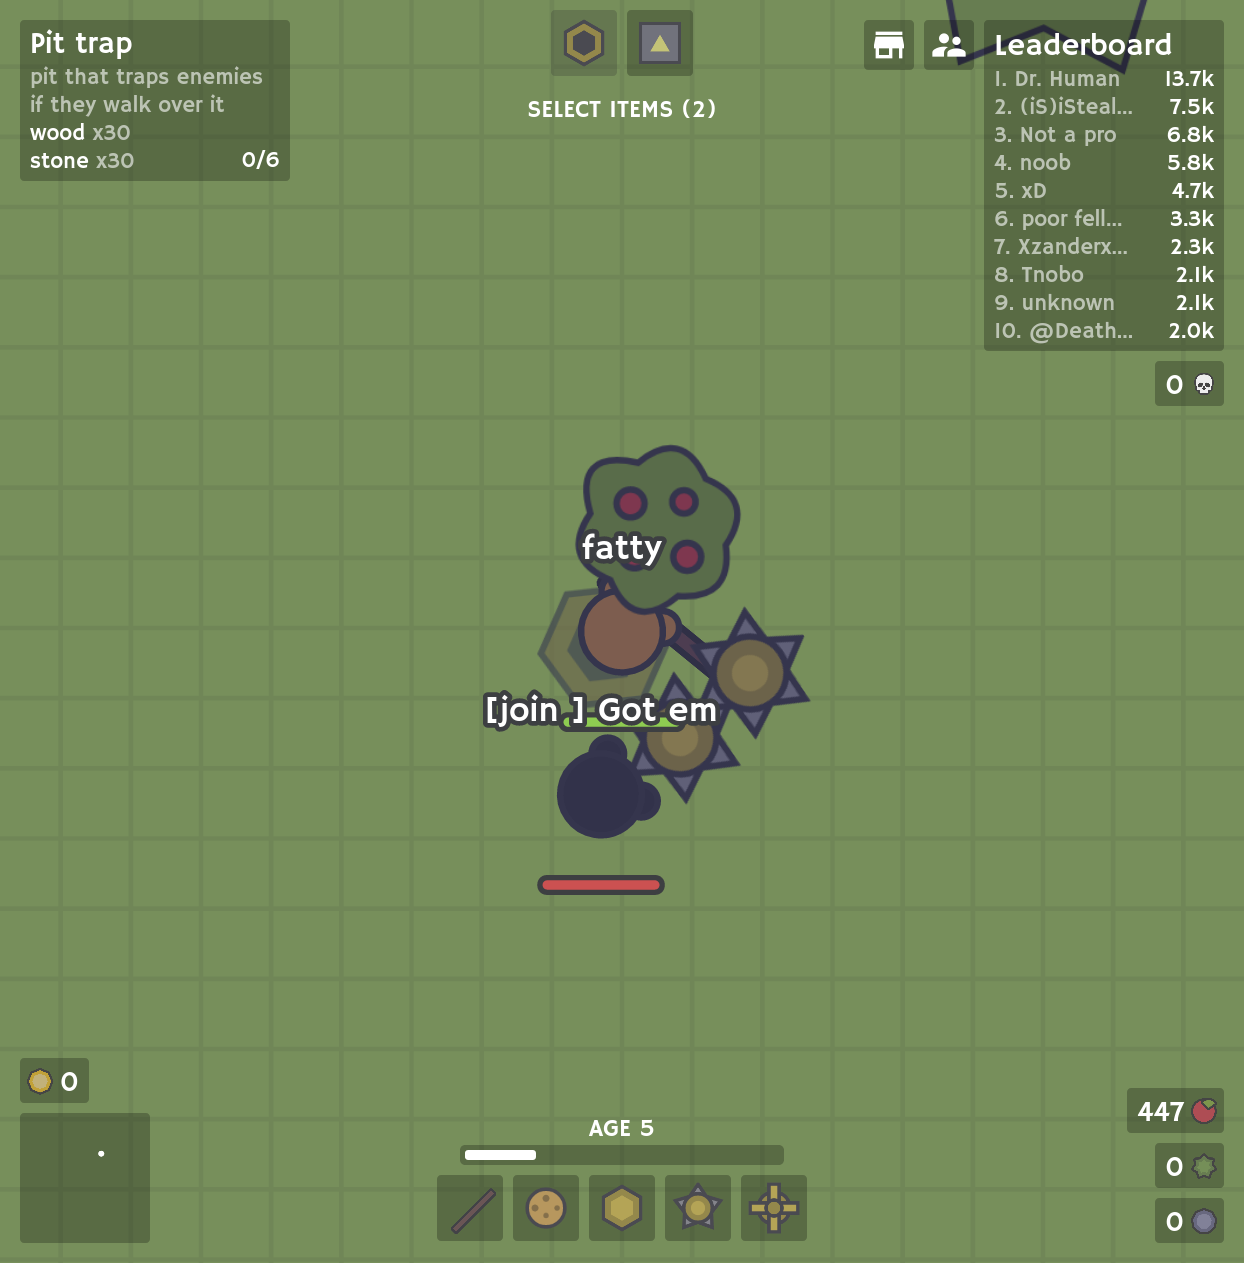 Pit trap
pit that traps enemies
if they walk over it
wood x30
stone x30 0/6
SELECT ITEMS (2)
Leaderboard
1. Dr. Human 13.7k
2. (iS)iSteal... 7.5k
3. Not a pro 6.8k
4. noob 5.8k
5. xD 4.7k
6. poor fell... 3.3k
7. Xzanderx... 2.3k
8. Tnobo 2.1k
9. unknown 2.1k
10. @Death... 2.0k
0
fatty
[join ] Got em
0
AGE 5
447
0
0